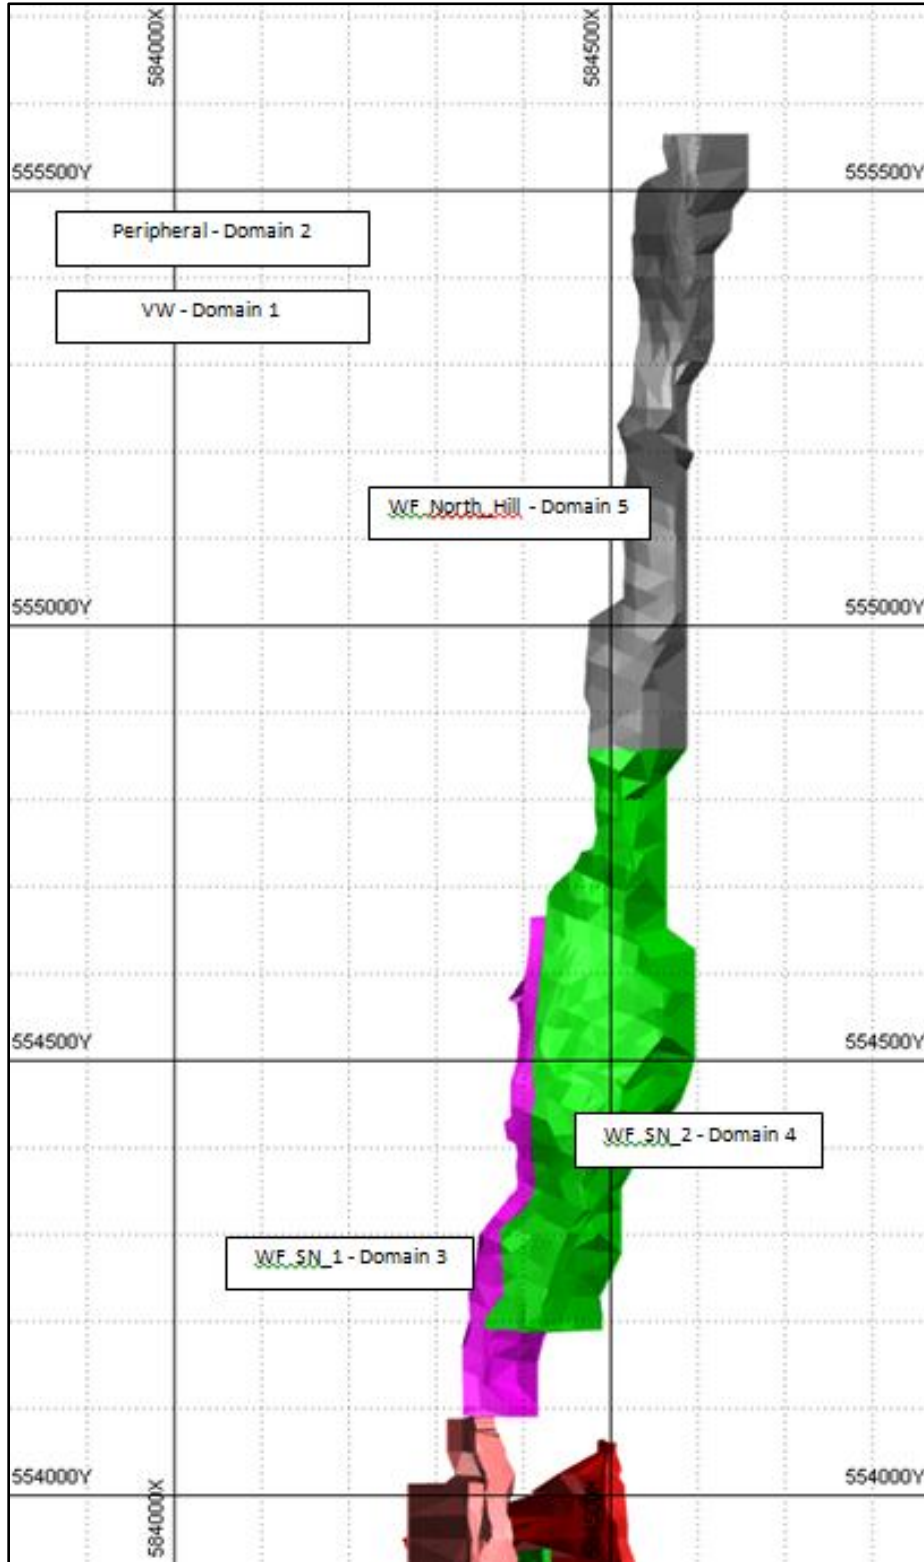 584000X
584500X
555500Y
555500Y
Peripheral - Domain 2
VW - Domain 1
WF_North_Hill - Domain 5
555000Y
555000Y
554500Y
554500Y
WF_SN_2 - Domain 4
WF_SN_1 - Domain 3
554000Y
554000Y
584000X